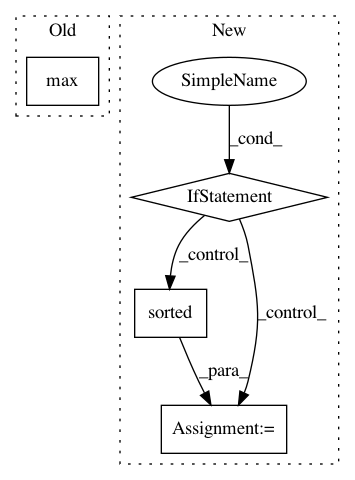 Old
New
max
SimpleName
_cond_
IfStatement
_control_
_control_
sorted
_para_
Assignment:=